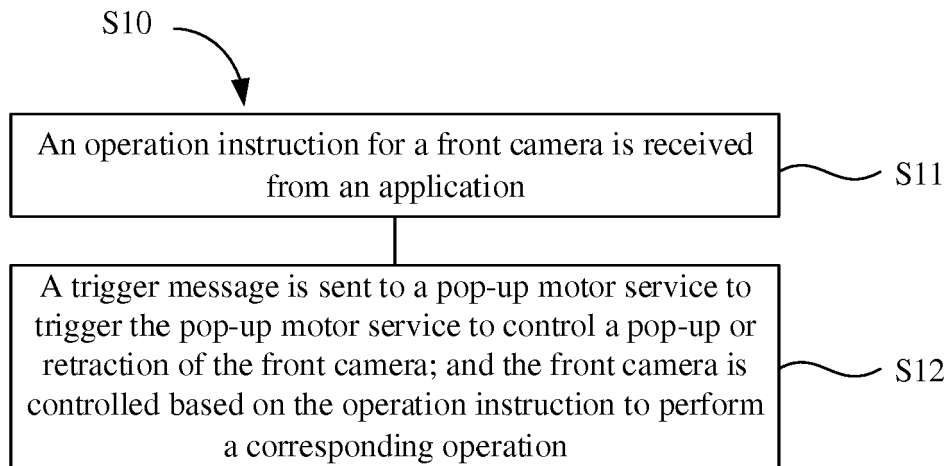 S10
An operation instruction for a front camera is received
from an application
S11
A trigger message is sent to a pop-up motor service to
trigger the pop-up motor service to control a pop-up or
retraction of the front camera; and the front camera is
controlled based on the operation instruction to perform
a corresponding operation
S12